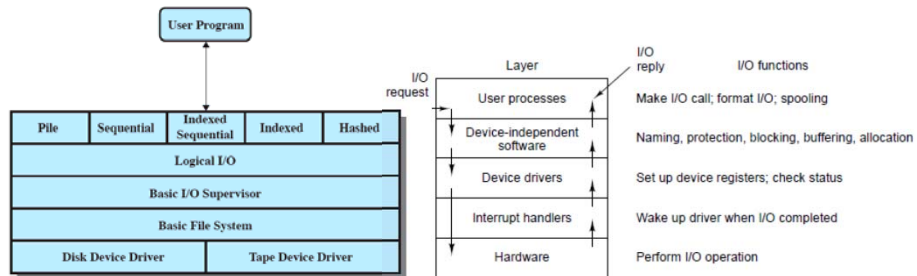 User Program
Pile
Sequential
Indexed
Sequential
Indexed
Hashed
Logical I/O
Basic I/O Supervisor
Basic File System
Disk Device Driver
Tape Device Driver
I/O
request
Layer
I/O
reply
I/O functions
User processes
Make I/O call; format I/O; spooling
Device-independent
software
Naming, protection, blocking, buffering, allocation
Device drivers
Set up device registers; check status
Interrupt handlers
Wake up driver when I/O completed
Hardware
Perform I/O operation